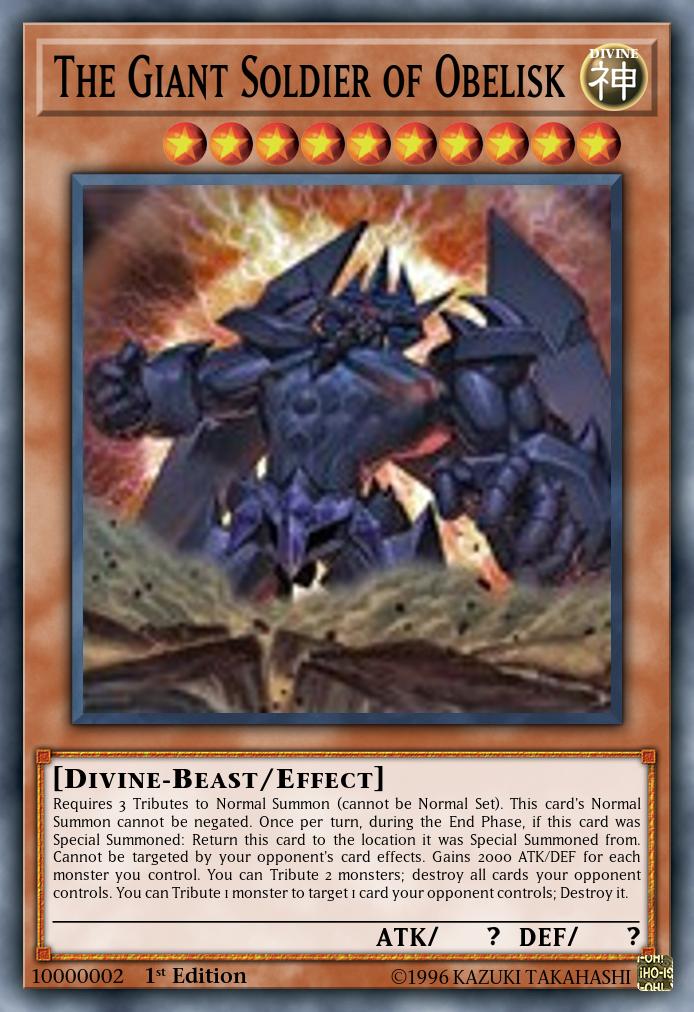 The Giant Soldier of Obelisk
DIVINE
神
[Divine-Beast/Effect]
Requires 3 Tributes to Normal Summon (cannot be Normal Set). This card's Normal
Summon cannot be negated. Once per turn, during the End Phase, if this card was
Special Summoned: Return this card to the location it was Special Summoned from.
Cannot be targeted by your opponent's card effects. Gains 2000 ATK/DEF for each
monster you control. You can Tribute 2 monsters; destroy all cards your opponent
controls. You can Tribute 1 monster to target 1 card your opponent controls; Destroy it.
ATK/ ? DEF/ ?
10000002 1st Edition ©1996 KAZUKI TAKAHASHI